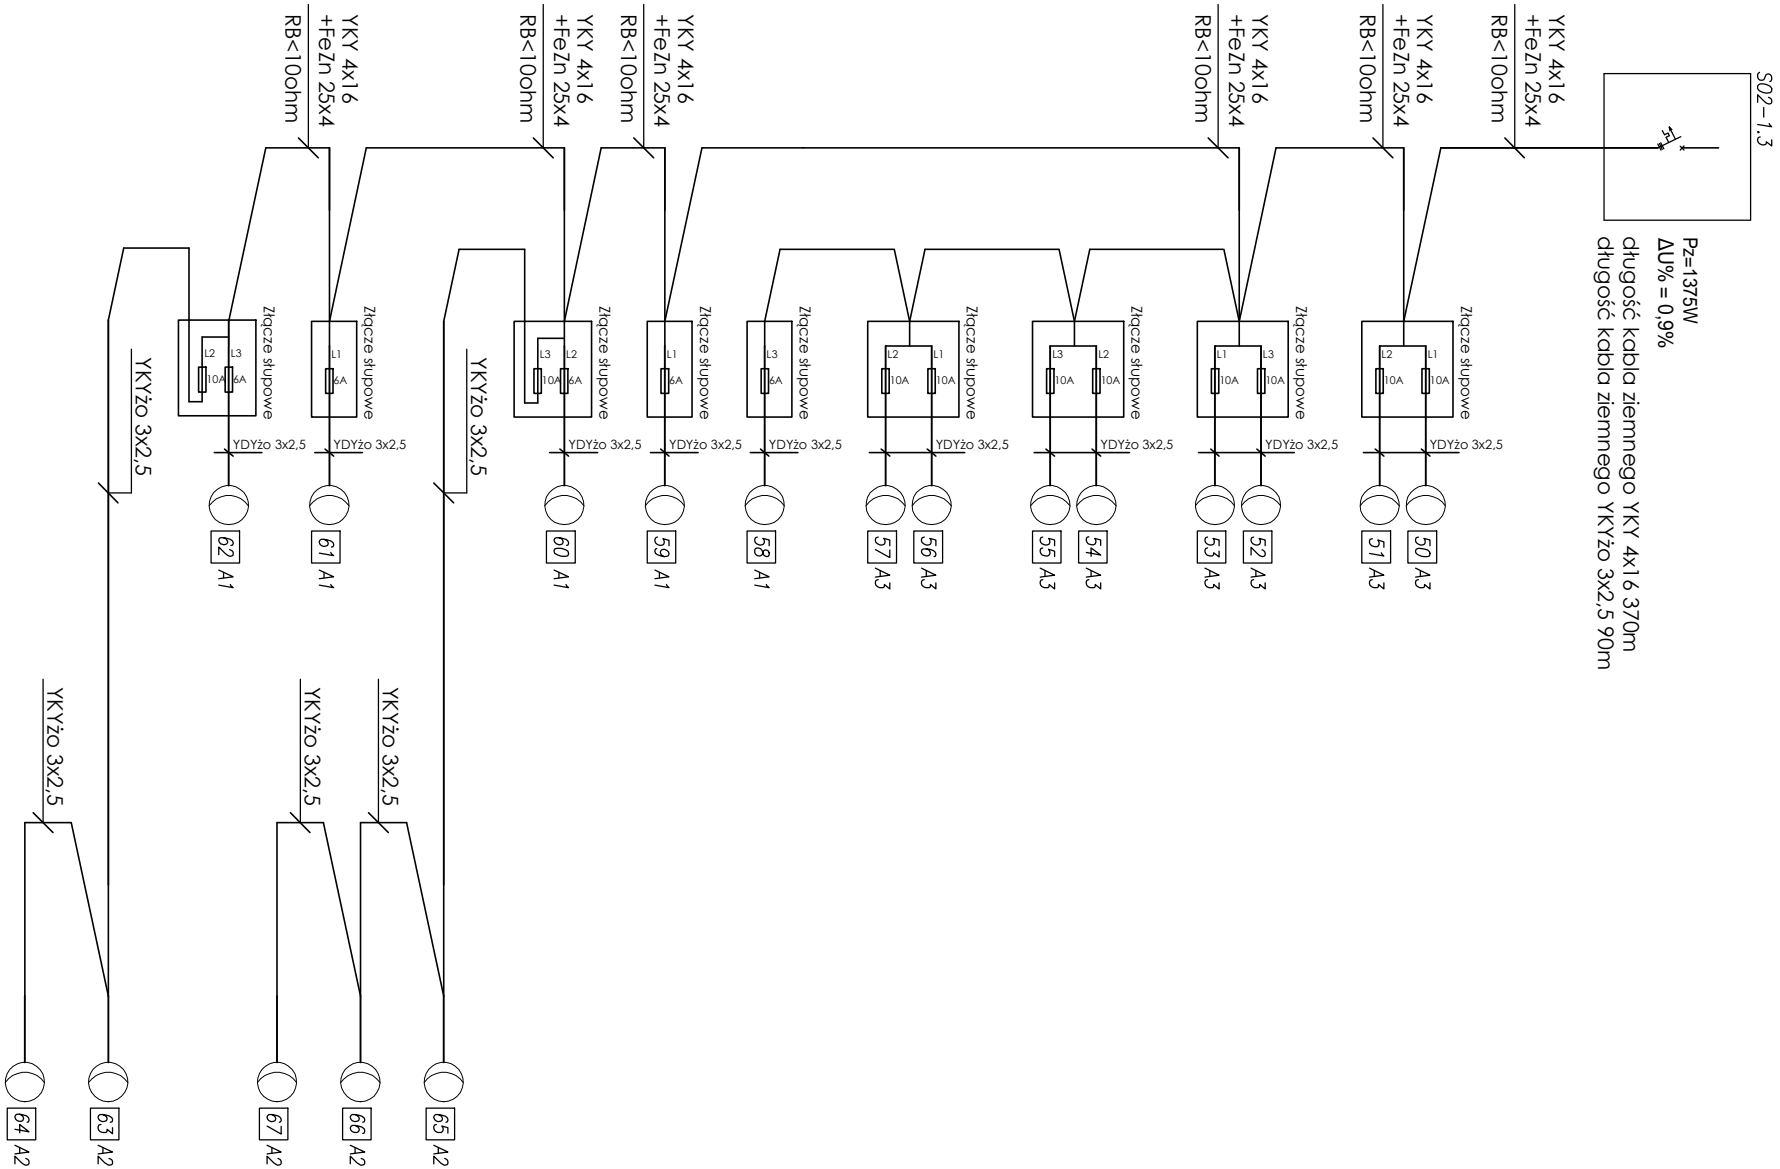 S02-1.3
Pz=1375W
ΔU% = 0,9%
długość kabla ziemnego YKY 4x16 370m
długość kabla ziemnego YKYżo 3x2,5 90m
YKY 4x16
+FeZn 25x4
RB<10ohm
YKY 4x16
+FeZn 25x4
RB<10ohm
YKY 4x16
+FeZn 25x4
RB<10ohm
YKY 4x16
+FeZn 25x4
RB<10ohm
YKY 4x16
+FeZn 25x4
RB<10ohm
YKY 4x16
+FeZn 25x4
RB<10ohm
Złącze słupowe
L1
10A
L2
10A
YDYżo 3x2,5
50 A3
51 A3
Złącze słupowe
L3
10A
L1
10A
YDYżo 3x2,5
52 A3
53 A3
Złącze słupowe
L2
10A
L3
10A
YDYżo 3x2,5
54 A3
55 A3
Złącze słupowe
L1
10A
L2
10A
YDYżo 3x2,5
56 A3
57 A3
Złącze słupowe
L3
6A
YDYżo 3x2,5
58 A1
Złącze słupowe
L1
6A
YDYżo 3x2,5
59 A1
Złącze słupowe
L2
6A
L3
10A
YDYżo 3x2,5
60 A1
Złącze słupowe
L1
6A
YDYżo 3x2,5
61 A1
Złącze słupowe
L3
6A
L2
10A
YDYżo 3x2,5
62 A1
YKYżo 3x2,5
YKYżo 3x2,5
YKYżo 3x2,5
YKYżo 3x2,5
YKYżo 3x2,5
65 A2
66 A2
67 A2
63 A2
64 A2